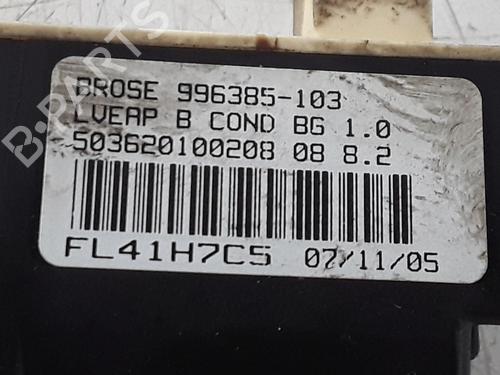 BROSE 996385-103
LVEAP B COND BG 1.0
503620100208 08 8.2
FL41H7C5 07/11/05
B-PARTS